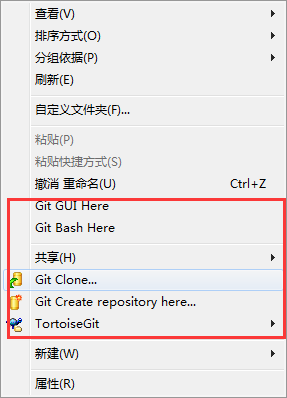 查看(V)
排序方式(O)
分组依据(P)
刷新(E)
自定义文件夹(F)...
粘贴(P)
粘贴快捷方式(S)
撤消 重命名(U) Ctrl+Z
Git GUI Here
Git Bash Here
共享(H)
Git Clone...
Git Create repository here...
TortoiseGit
新建(W)
属性(R)